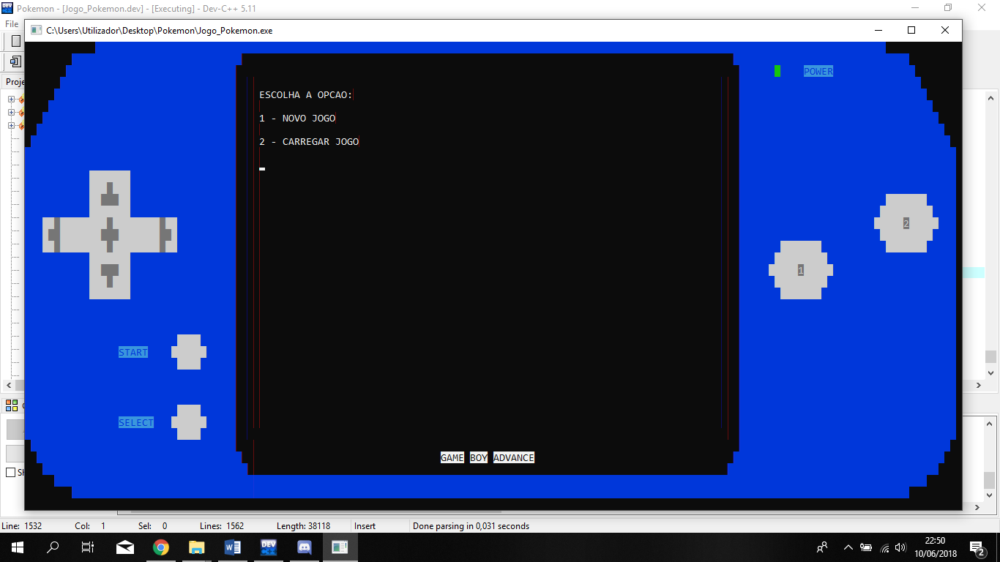 Pokemon - [Jogo_Pokemon.dev] - [Executing] - Dev-C++ 5.11
File
C:\Users\Utilizador\Desktop\Pokemon\Jogo_Pokemon.exe
POWER
ESCOLHA A OPCAO:
1 - NOVO JOGO
2 - CARREGAR JOGO
2
1
START
SELECT
GAME BOY ADVANCE
Line: 1532 Col: 1 Sel: 0 Lines: 1562 Length: 38118 Insert Done parsing in 0,031 seconds
DEV
22:50
10/06/2018
2